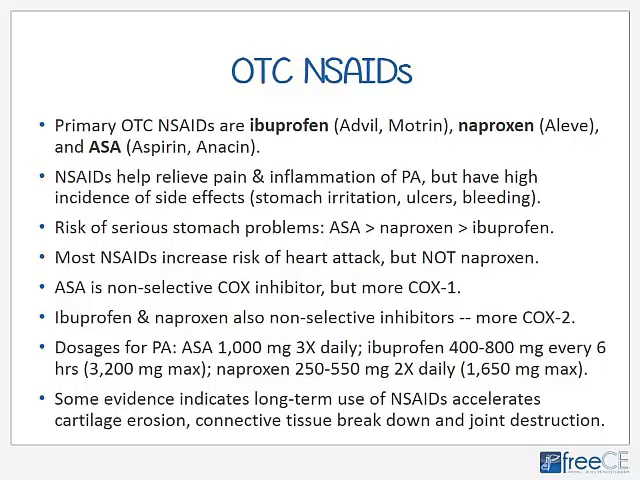 OTC NSAIDs
• Primary OTC NSAIDs are ibuprofen (Advil, Motrin), naproxen (Aleve),
and ASA (Aspirin, Anacin).
• NSAIDs help relieve pain & inflammation of PA, but have high
incidence of side effects (stomach irritation, ulcers, bleeding).
• Risk of serious stomach problems: ASA > naproxen > ibuprofen.
• Most NSAIDs increase risk of heart attack, but NOT naproxen.
• ASA is non-selective COX inhibitor, but more COX-1.
• Ibuprofen & naproxen also non-selective inhibitors -- more COX-2.
• Dosages for PA: ASA 1,000 mg 3X daily; ibuprofen 400-800 mg every 6
hrs (3,200 mg max); naproxen 250-550 mg 2X daily (1,650 mg max).
• Some evidence indicates long-term use of NSAIDs accelerates
cartilage erosion, connective tissue break down and joint destruction.
freeCE